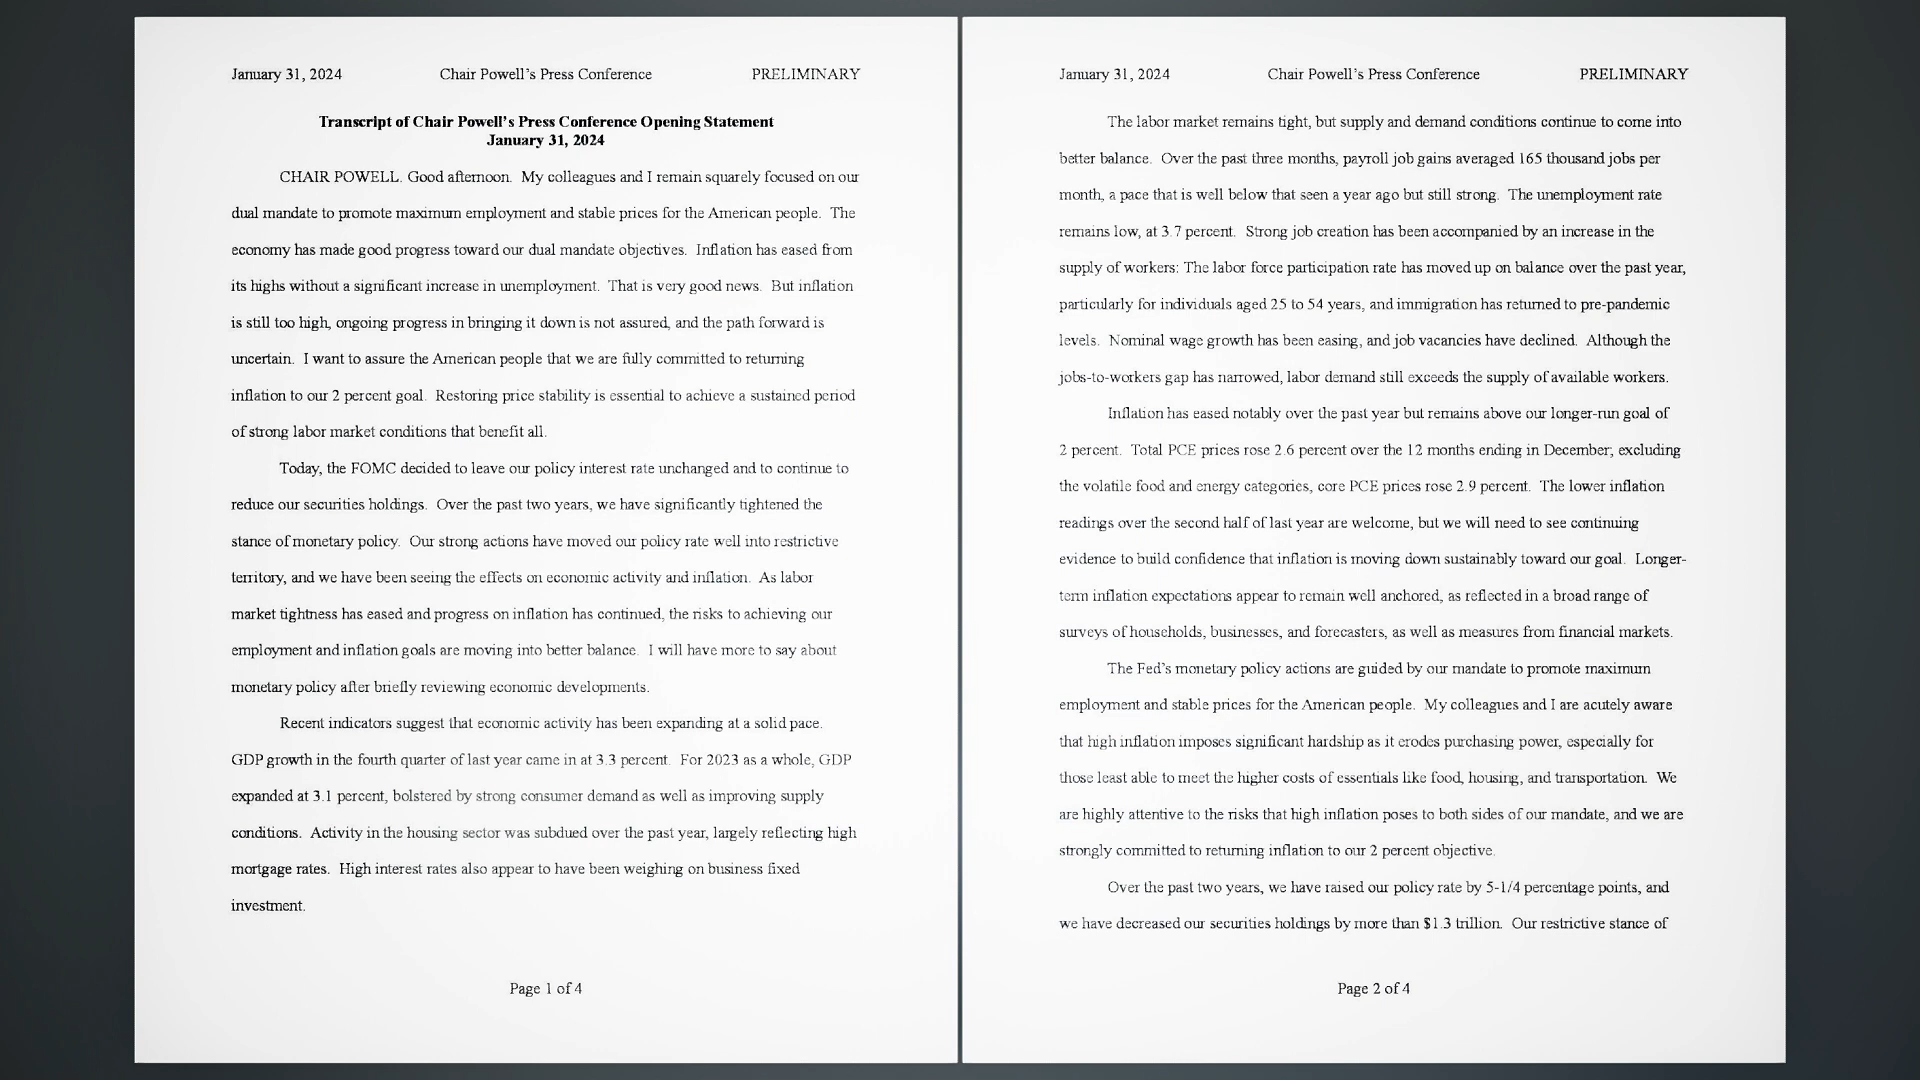 January 31, 2024 Chair Powell's Press Conference PRELIMINARY
Transcript of Chair Powell's Press Conference Opening Statement
January 31, 2024
CHAIR POWELL. Good afternoon. My colleagues and I remain squarely focused on our
dual mandate to promote maximum employment and stable prices for the American people. The
economy has made good progress toward our dual mandate objectives. Inflation has eased from
its highs without a significant increase in unemployment. That is very good news. But inflation
is still too high, ongoing progress in bringing it down is not assured, and the path forward is
uncertain. I want to assure the American people that we are fully committed to returning
inflation to our 2 percent goal. Restoring price stability is essential to achieve a sustained period
of strong labor market conditions that benefit all.
Today, the FOMC decided to leave our policy interest rate unchanged and to continue to
reduce our securities holdings. Over the past two years, we have significantly tightened the
stance of monetary policy. Our strong actions have moved our policy rate well into restrictive
territory, and we have been seeing the effects on economic activity and inflation. As labor
market tightness has eased and progress on inflation has continued, the risks to achieving our
employment and inflation goals are moving into better balance. I will have more to say about
monetary policy after briefly reviewing economic developments.
Recent indicators suggest that economic activity has been expanding at a solid pace.
GDP growth in the fourth quarter of last year came in at 3.3 percent. For 2023 as a whole, GDP
expanded at 3.1 percent, bolstered by strong consumer demand as well as improving supply
conditions. Activity in the housing sector was subdued over the past year, largely reflecting high
mortgage rates. High interest rates also appear to have been weighing on business fixed
investment.
Page 1 of 4
January 31, 2024 Chair Powell's Press Conference PRELIMINARY
The labor market remains tight, but supply and demand conditions continue to come into
better balance. Over the past three months, payroll job gains averaged 165 thousand jobs per
month, a pace that is well below that seen a year ago but still strong. The unemployment rate
remains low, at 3.7 percent. Strong job creation has been accompanied by an increase in the
supply of workers: The labor force participation rate has moved up on balance over the past year,
particularly for individuals aged 25 to 54 years, and immigration has returned to pre-pandemic
levels. Nominal wage growth has been easing, and job vacancies have declined. Although the
jobs-to-workers gap has narrowed, labor demand still exceeds the supply of available workers.
Inflation has eased notably over the past year but remains above our longer-run goal of
2 percent. Total PCE prices rose 2.6 percent over the 12 months ending in December; excluding
the volatile food and energy categories, core PCE prices rose 2.9 percent. The lower inflation
readings over the second half of last year are welcome, but we will need to see continuing
evidence to build confidence that inflation is moving down sustainably toward our goal. Longer-
term inflation expectations appear to remain well anchored, as reflected in a broad range of
surveys of households, businesses, and forecasters, as well as measures from financial markets.
The Fed's monetary policy actions are guided by our mandate to promote maximum
employment and stable prices for the American people. My colleagues and I are acutely aware
that high inflation imposes significant hardship as it erodes purchasing power, especially for
those least able to meet the higher costs of essentials like food, housing, and transportation. We
are highly attentive to the risks that high inflation poses to both sides of our mandate, and we are
strongly committed to returning inflation to our 2 percent objective.
Over the past two years, we have raised our policy rate by 5-1/4 percentage points, and
we have decreased our securities holdings by more than $1.3 trillion. Our restrictive stance of
Page 2 of 4